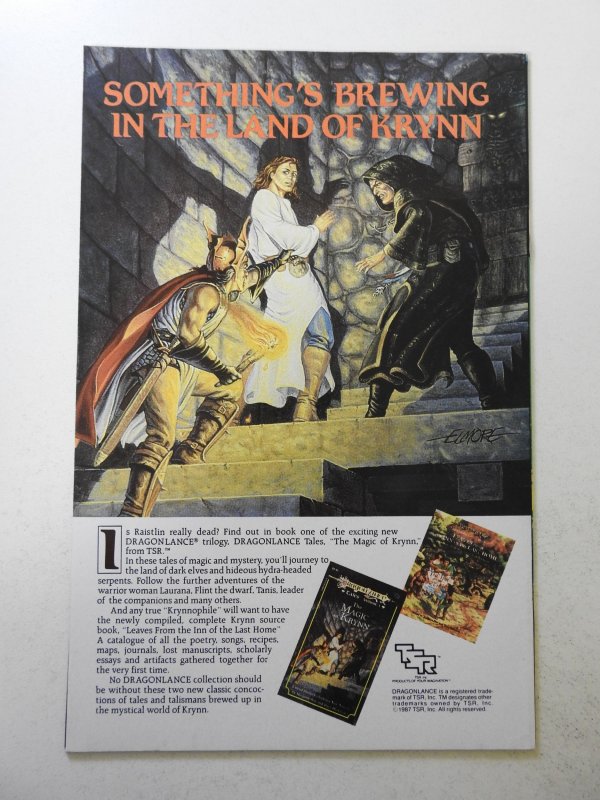 SOMETHING'S BREWING
IN THE LAND OF KRYNN
ELMORE
Is Raistlin really dead? Find out in book one of the exciting new
DRAGONLANCE® trilogy, DRAGONLANCE Tales, "The Magic of Krynn,"
from TSR.™
In these tales of magic and mystery, you'll journey to
the land of dark elves and hideous hydra-headed
serpents. Follow the further adventures of the
warrior woman Laurana, Flint the dwarf, Tanis, leader
of the companions and many others.
And any true "Krynnophile" will want to have
the newly compiled, complete Krynn source
book, "Leaves From the Inn of the Last Home"
A catalogue of all the poetry, songs, recipes,
maps, journals, lost manuscripts, scholarly
essays and artifacts gathered together for
the very first time.
No DRAGONLANCE collection should
be without these two new classic concoc-
tions of tales and talismans brewed up in
the mystical world of Krynn.
The
MAGIC
of KRYNN
TSR
PRODUCTS OF YOUR IMAGINATION™
DRAGONLANCE is a registered trade-
mark of TSR, Inc. TM designates other
trademarks owned by TSR, Inc.
©1987 TSR, Inc. All rights reserved.